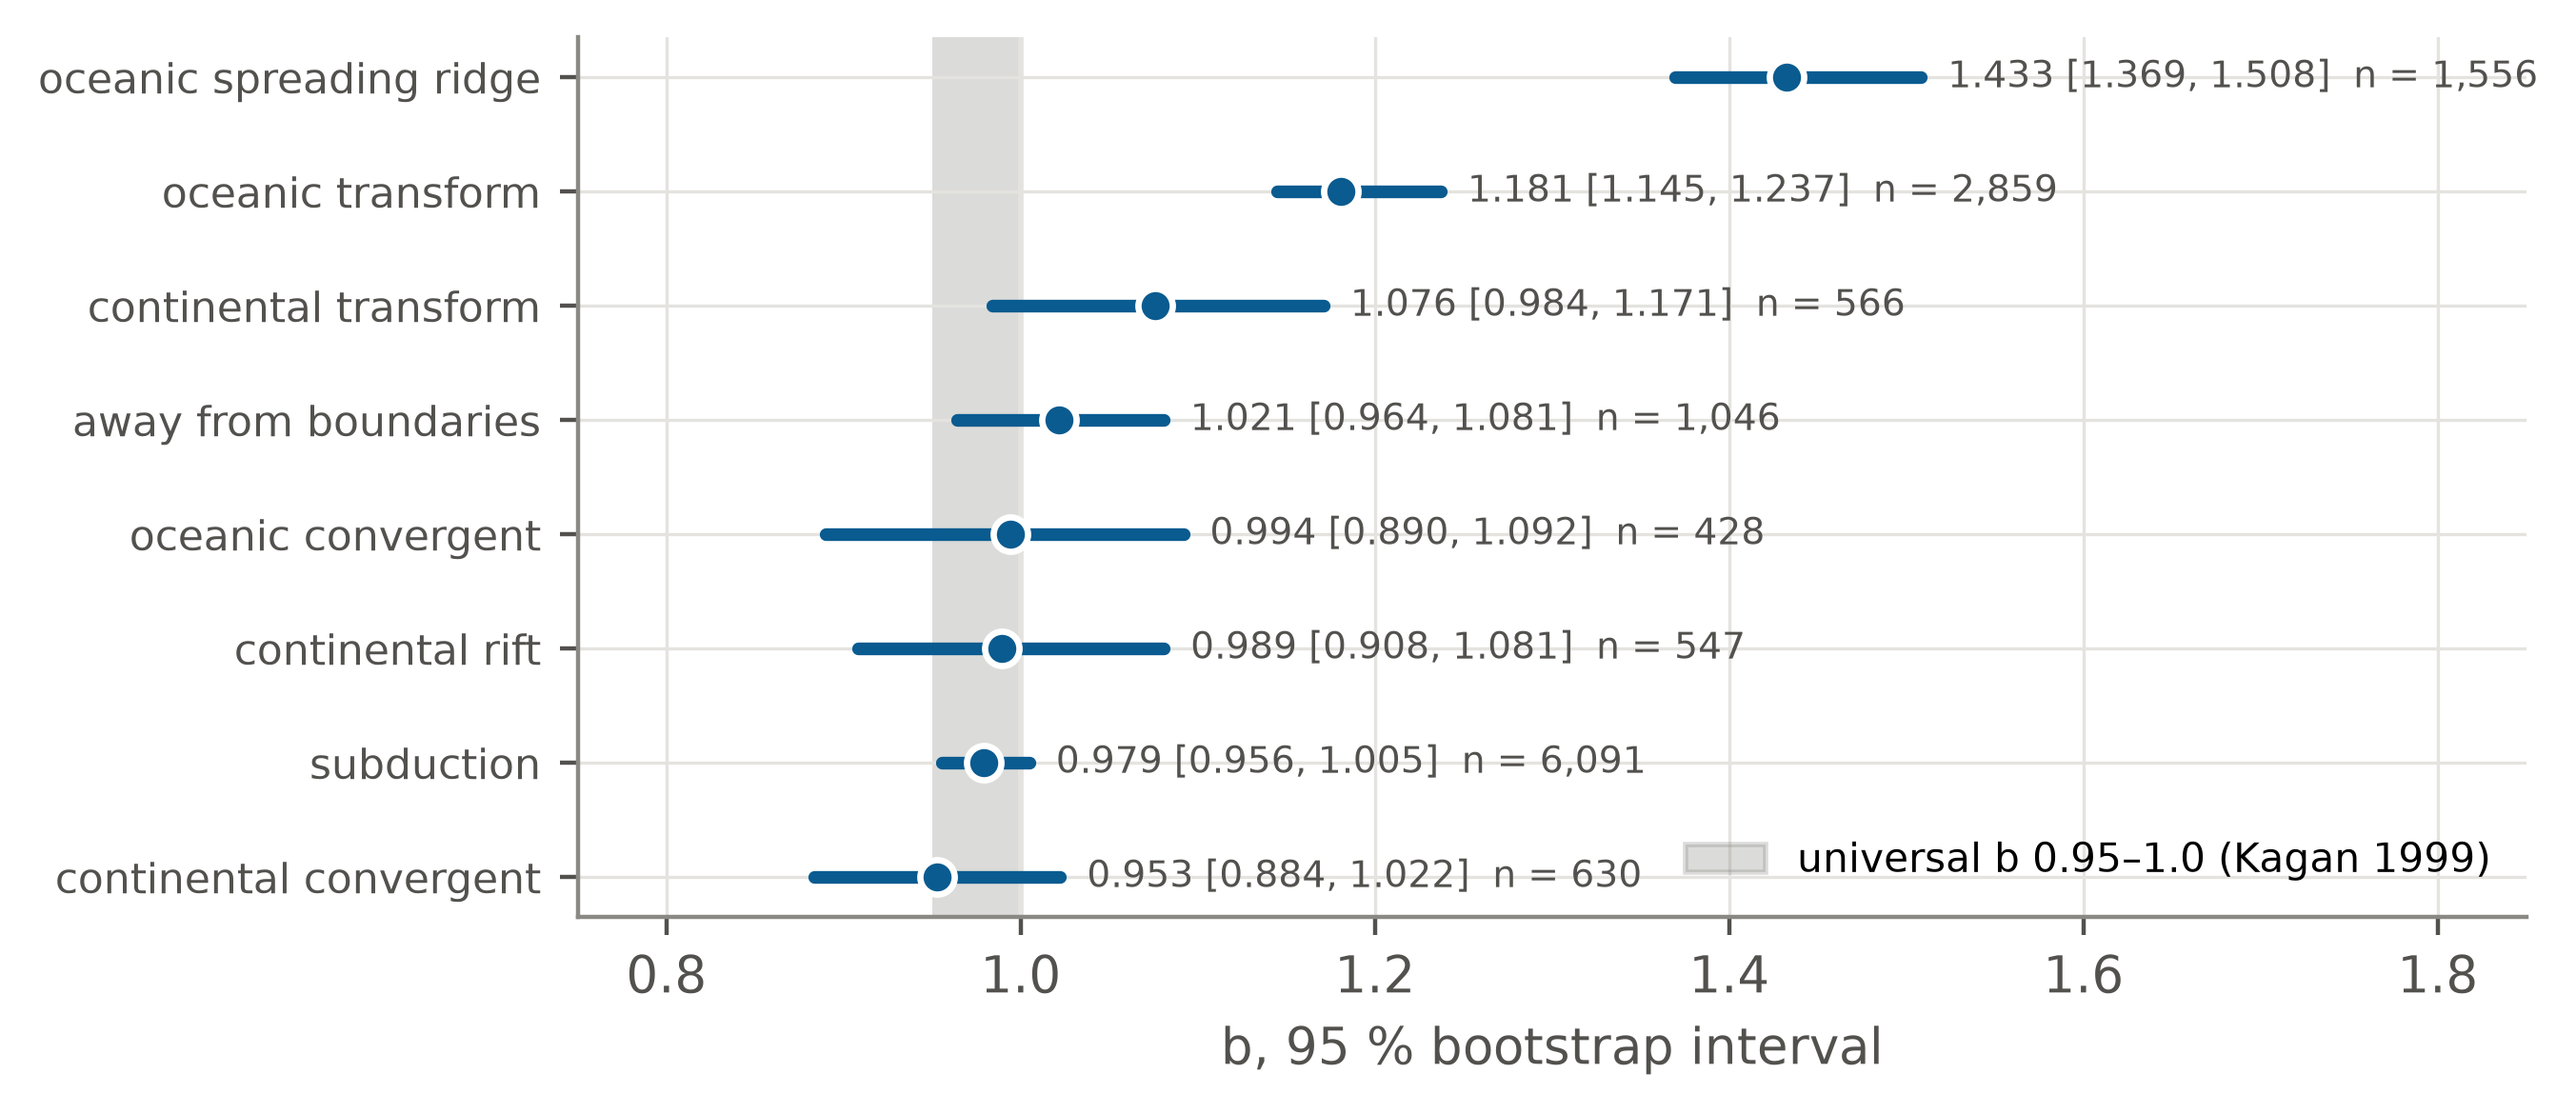 oceanic spreading ridge
1.433 [1.369, 1.508] n = 1,556
oceanic transform
1.181 [1.145, 1.237] n = 2,859
continental transform
1.076 [0.984, 1.171] n = 566
away from boundaries
1.021 [0.964, 1.081] n = 1,046
oceanic convergent
0.994 [0.890, 1.092] n = 428
continental rift
0.989 [0.908, 1.081] n = 547
subduction
0.979 [0.956, 1.005] n = 6,091
continental convergent
0.953 [0.884, 1.022] n = 630
universal b 0.95–1.0 (Kagan 1999)
0.8 1.0 1.2 1.4 1.6 1.8
b, 95 % bootstrap interval